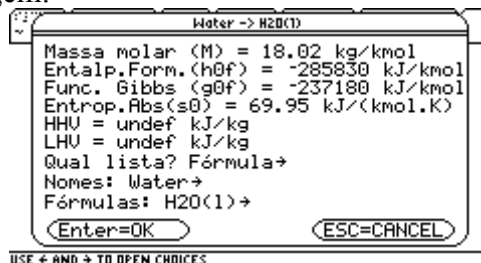 Water -> H2O(l)
Massa molar (M) = 18.02 kg/kmol
Entalp.Form.(h0f) = -285830 kJ/kmol
Func. Gibbs (g0f) = -237180 kJ/kmol
Entrop.Abs(s0) = 69.95 kJ/(kmol.K)
HHV = undef kJ/kg
LHV = undef kJ/kg
Qual lista? Fórmula→
Nomes: Water→
Fórmulas: H2O(l)→
Enter=OK ESC=CANCEL
USE ← AND → TO OPEN CHOICES